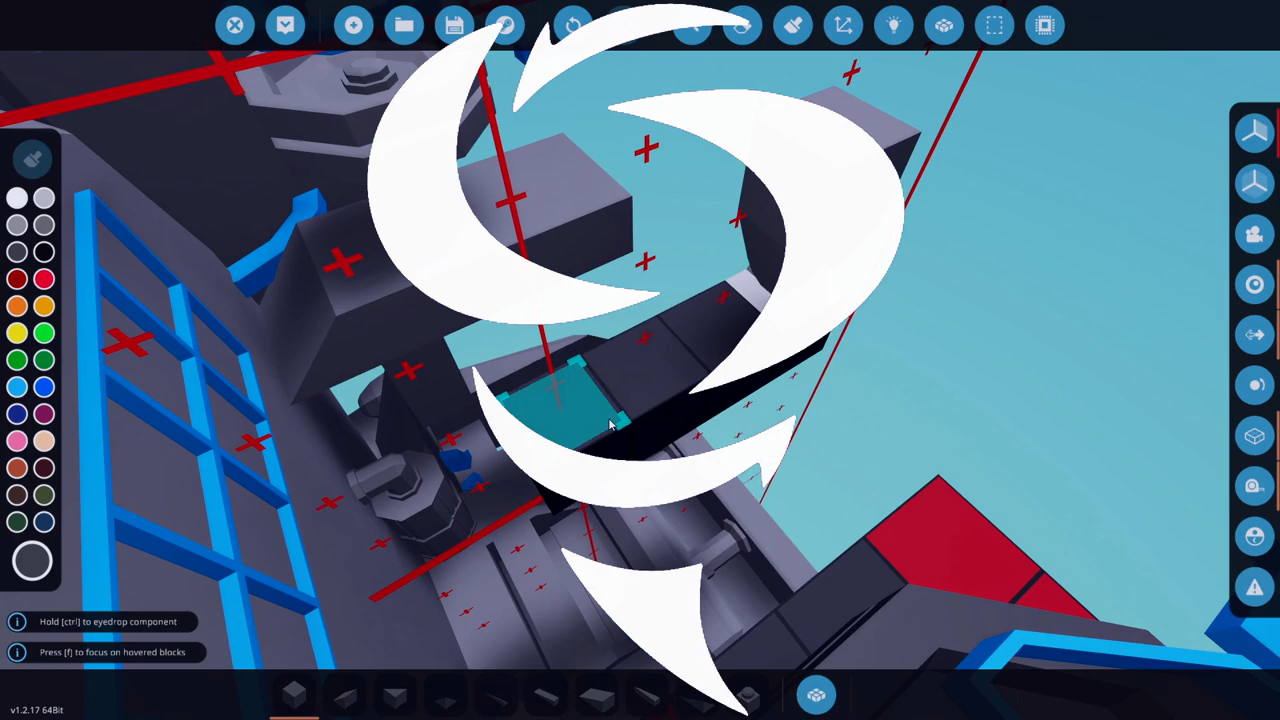 Hold [ctrl] to eyedrop component
Press [f] to focus on hovered blocks
v1.2.17 64Bit